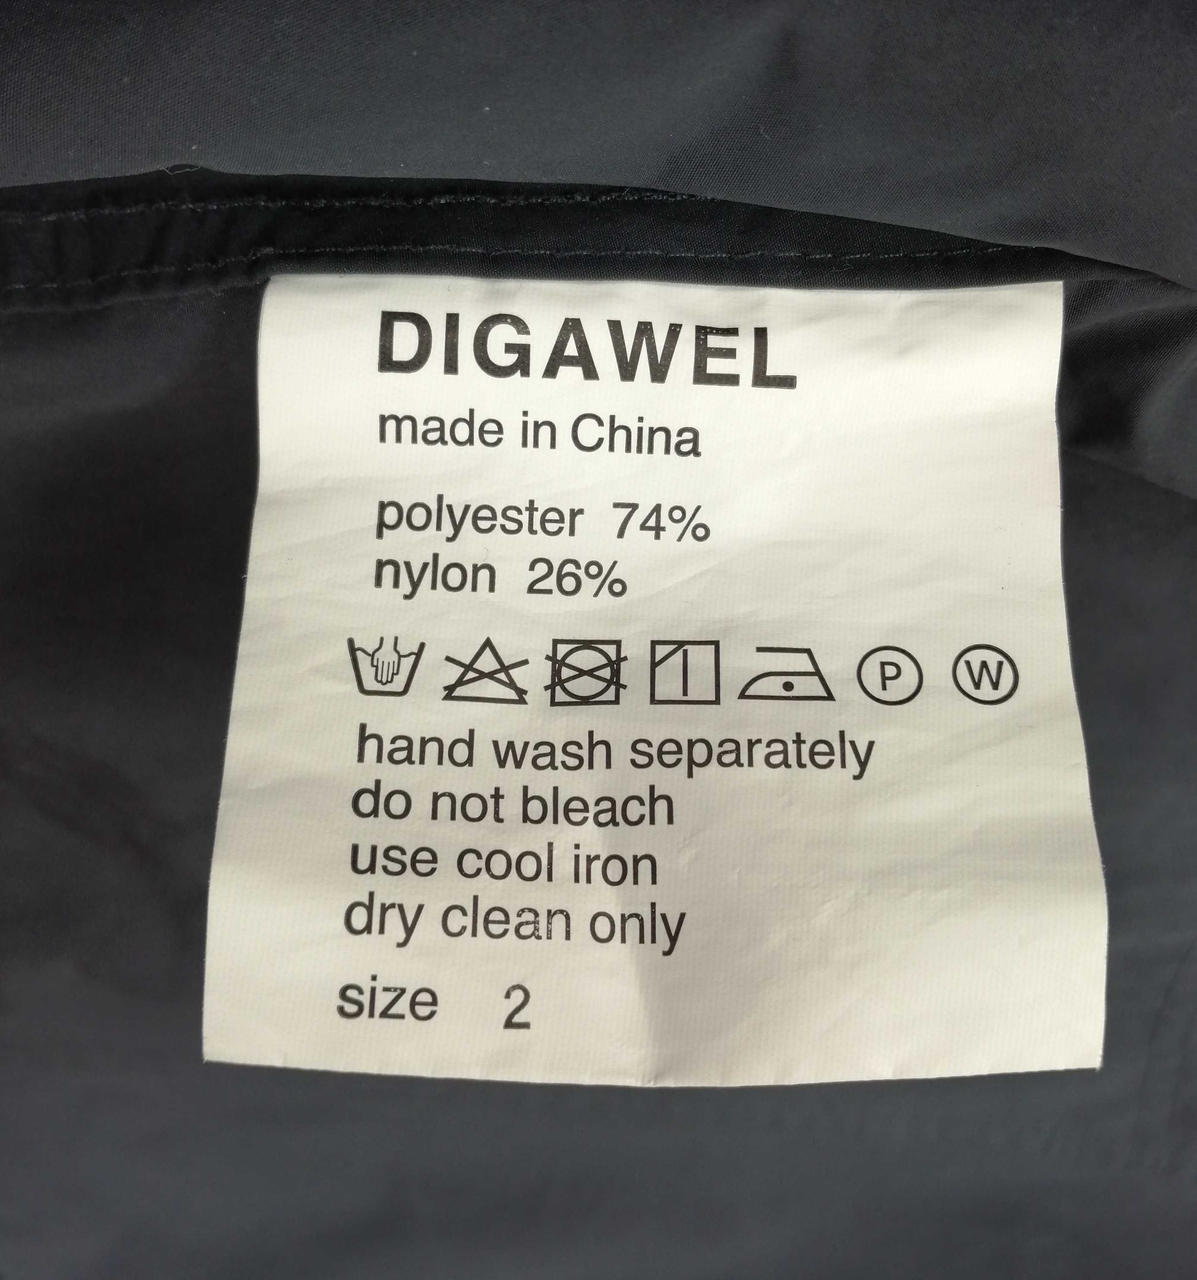 DIGAWEL
made in China
polyester 74%
nylon 26%
P W
hand wash separately
do not bleach
use cool iron
dry clean only
size 2